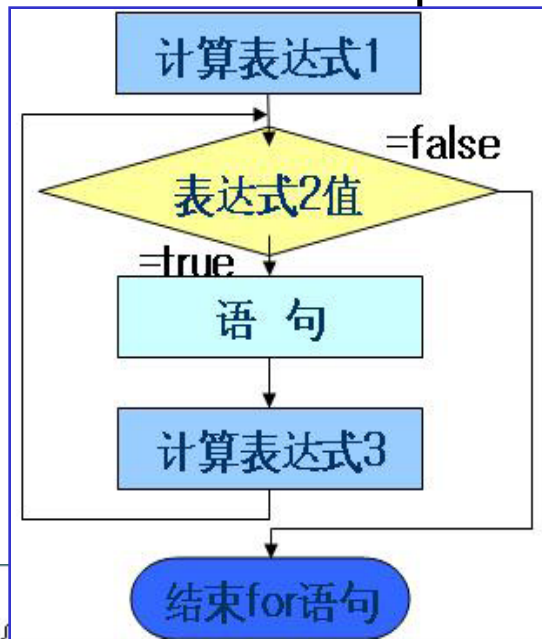 计算表达式1
=false
表达式2值
=true
语 句
计算表达式3
结束for语句